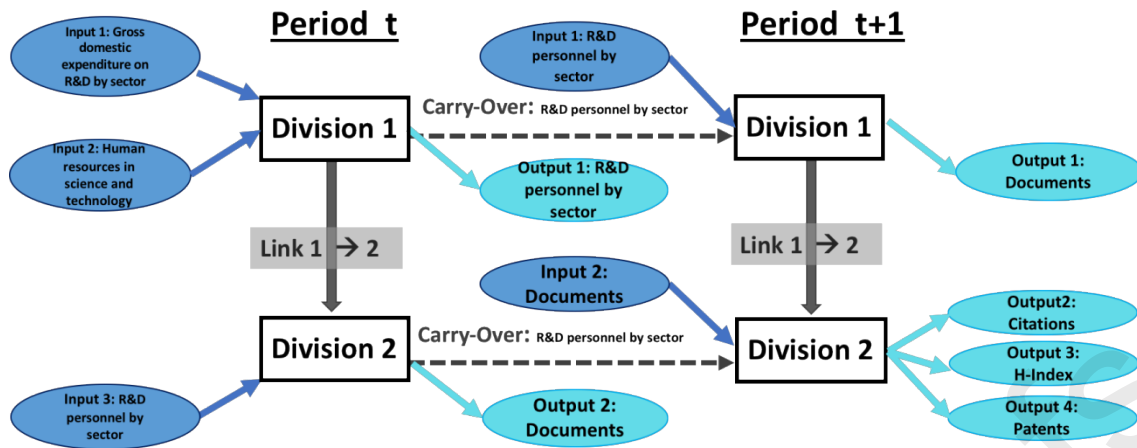 Period t
Period t+1
Input 1: Gross
domestic
expenditure on
R&D by sector
Input 1: R&D
personnel by
sector
Carry-Over: R&D personnel by sector
Division 1
Division 1
Input 2: Human
resources in
science and
technology
Output 1: R&D
personnel by
sector
Output 1:
Documents
Link 1 → 2
Link 1 → 2
Input 2:
Documents
Output2:
Citations
Carry-Over: R&D personnel by sector
Division 2
Division 2
Output 3:
H-Index
Input 3: R&D
personnel by
sector
Output 2:
Documents
Output 4:
Patents